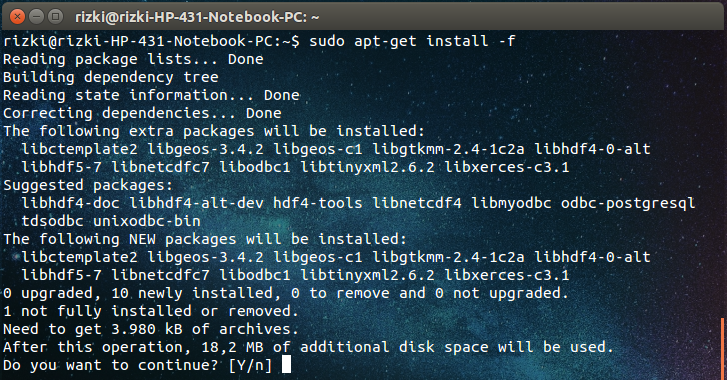 rizki@rizki-HP-431-Notebook-PC: ~
rizki@rizki-HP-431-Notebook-PC:~$ sudo apt-get install -f
Reading package lists... Done
Building dependency tree
Reading state information... Done
Correcting dependencies... Done
The following extra packages will be installed:
  libctemplate2 libgeos-3.4.2 libgeos-c1 libgtkmm-2.4-1c2a libhdf4-0-alt
  libhdf5-7 libnetcdfc7 libodbc1 libtinyxml2.6.2 libxerces-c3.1
Suggested packages:
  libhdf4-doc libhdf4-alt-dev hdf4-tools libnetcdf4 libmyodbc odbc-postgresql
  tdsodbc unixodbc-bin
The following NEW packages will be installed:
  libctemplate2 libgeos-3.4.2 libgeos-c1 libgtkmm-2.4-1c2a libhdf4-0-alt
  libhdf5-7 libnetcdfc7 libodbc1 libtinyxml2.6.2 libxerces-c3.1
0 upgraded, 10 newly installed, 0 to remove and 0 not upgraded.
1 not fully installed or removed.
Need to get 3.980 kB of archives.
After this operation, 18,2 MB of additional disk space will be used.
Do you want to continue? [Y/n]